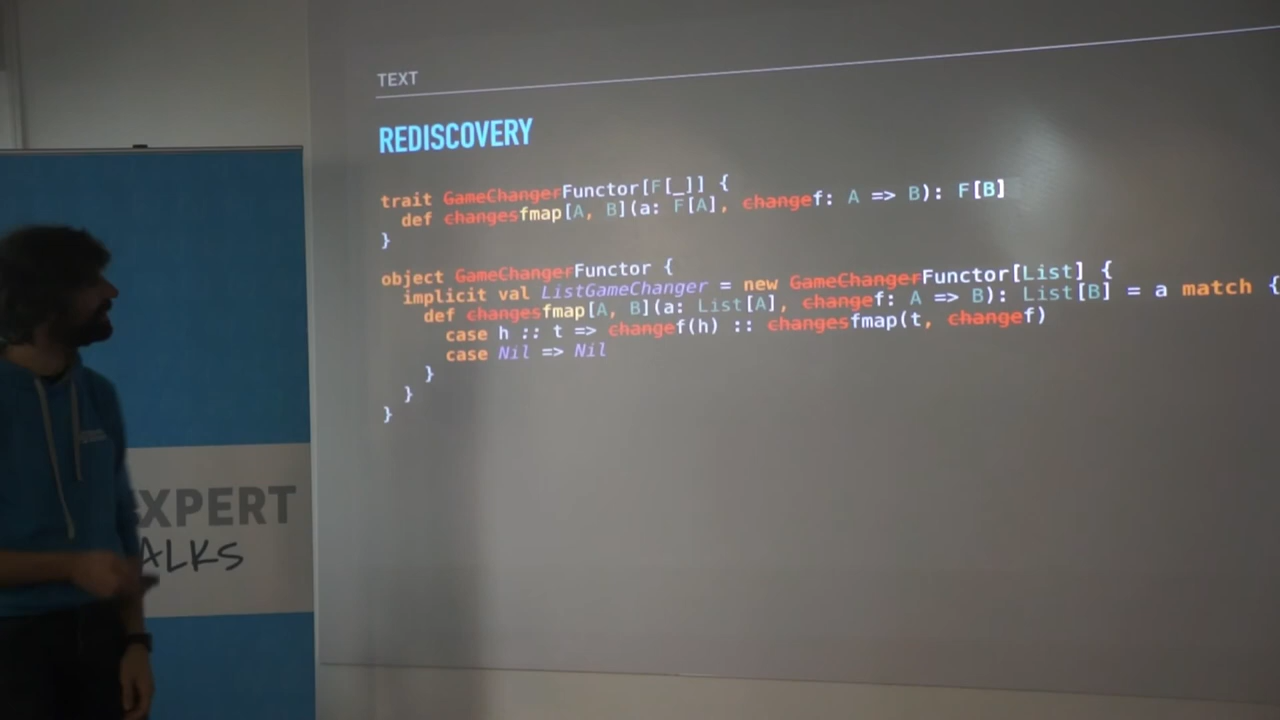 TEXT
REDISCOVERY
trait GameChangerFunctor[F[_]] {
def changesfmap[A, B](a: F[A], changef: A => B): F[B]
}
object GameChangerFunctor {
implicit val ListGameChanger = new GameChangerFunctor[List] {
def changesfmap[A, B](a: List[A], changef: A => B): List[B] = a match {
case h :: t => changef(h) :: changesfmap(t, changef)
case Nil => Nil
}
}
}
XPERT
ALKS